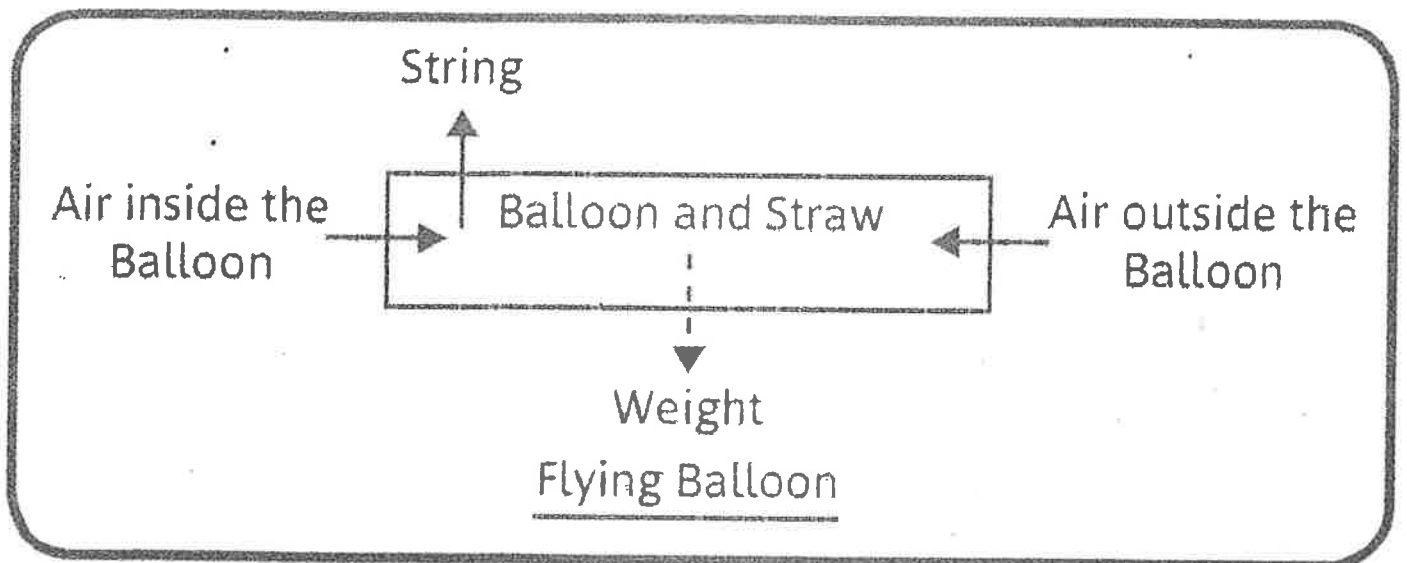 String
Air inside the
Balloon
Balloon and Straw
Air outside the
Balloon
Weight
Flying Balloon